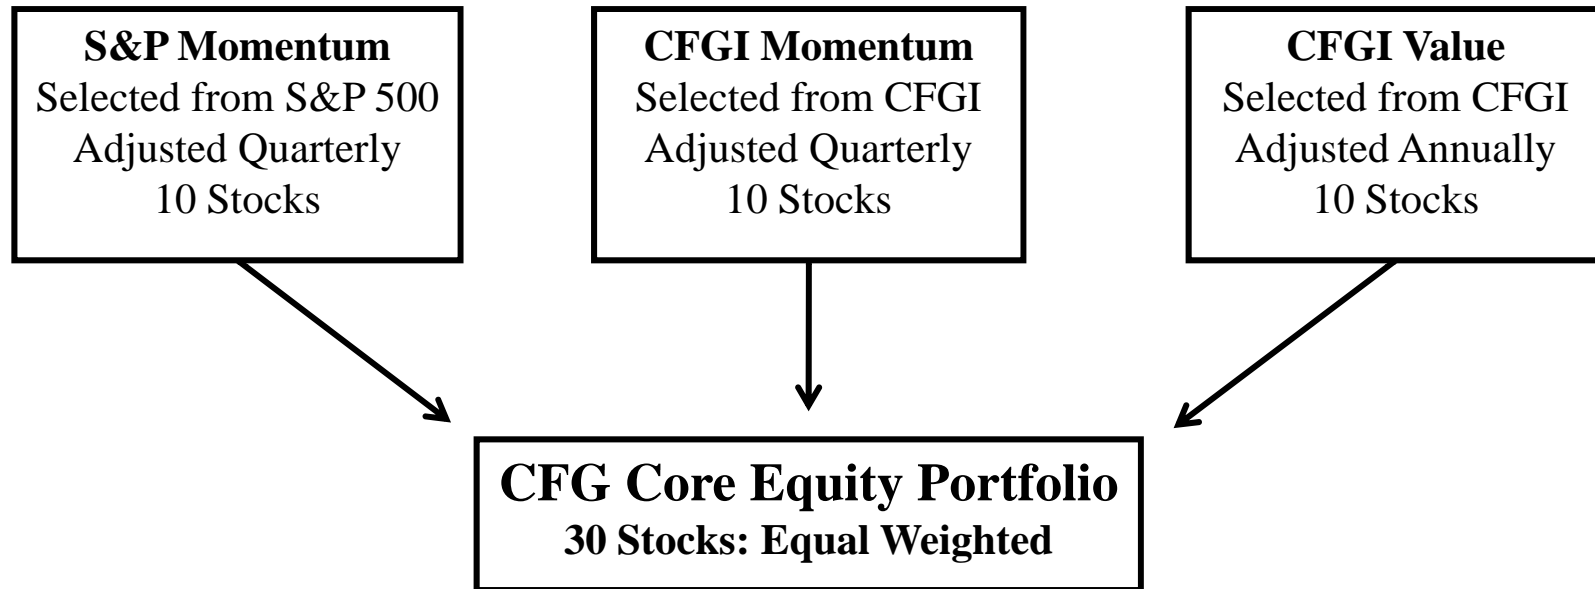 S&P Momentum
Selected from S&P 500
Adjusted Quarterly
10 Stocks
CFGI Momentum
Selected from CFGI
Adjusted Quarterly
10 Stocks
CFGI Value
Selected from CFGI
Adjusted Annually
10 Stocks
CFG Core Equity Portfolio
30 Stocks: Equal Weighted